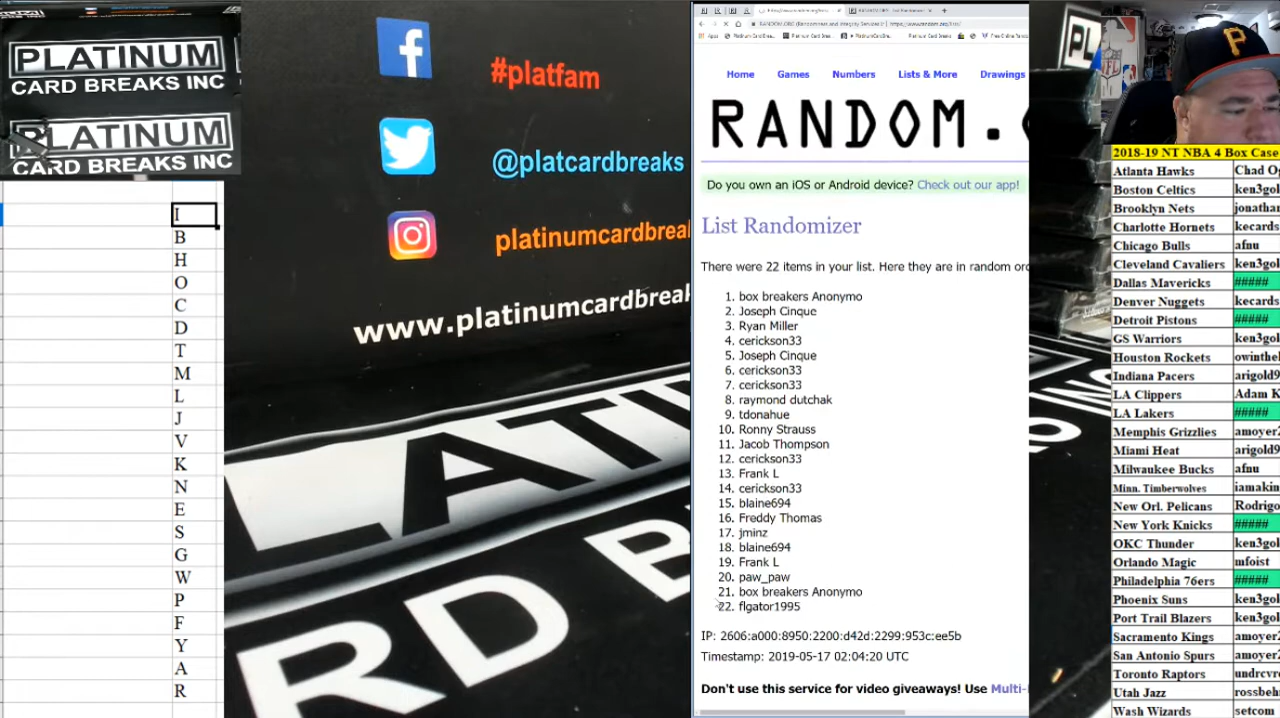 PLATINUM
CARD BREAKS INC
PLATINUM
CARD BREAKS INC
I
B
H
O
C
D
T
M
L
J
V
K
N
E
S
G
W
P
F
Y
A
R
#platfam
@platcardbreaks
platinumcardbreal
www.platinumcardbreak
LATI
RD B
Home Games Numbers Lists & More Drawings
RANDOM.
Do you own an iOS or Android device? Check out our app!
List Randomizer
There were 22 items in your list. Here they are in random orc
1. box breakers Anonymo
2. Joseph Cinque
3. Ryan Miller
4. cerickson33
5. Joseph Cinque
6. cerickson33
7. cerickson33
8. raymond dutchak
9. tdonahue
10. Ronny Strauss
11. Jacob Thompson
12. cerickson33
13. Frank L
14. cerickson33
15. blaine694
16. Freddy Thomas
17. jminz
18. blaine694
19. Frank L
20. paw_paw
21. box breakers Anonymo
22. flgator1995
IP: 2606:a000:8950:2200:d42d:2299:953c:ee5b
Timestamp: 2019-05-17 02:04:20 UTC
Don't use this service for video giveaways! Use Multi-
PL
NFL
P
2018-19 NT NBA 4 Box Case
Atlanta Hawks Chad Og
Boston Celtics ken3gol
Brooklyn Nets jonathan
Charlotte Hornets kecards
Chicago Bulls afnu
Cleveland Cavaliers ken3gol
Dallas Mavericks #####
Denver Nuggets kecards
Detroit Pistons #####
GS Warriors ken3gol
Houston Rockets owinthel
Indiana Pacers arigold9
LA Clippers Adam K
LA Lakers #####
Memphis Grizzlies amoyer2
Miami Heat arigold9
Milwaukee Bucks afnu
Minn. Timberwolves iamakin
New Orl. Pelicans Rodrigo
New York Knicks #####
OKC Thunder ken3gol
Orlando Magic mfoist
Philadelphia 76ers #####
Phoenix Suns ken3gol
Port Trail Blazers ken3gol
Sacramento Kings amoyer2
San Antonio Spurs amoyer2
Toronto Raptors undrcvr
Utah Jazz rossbeh
Wash Wizards setcom